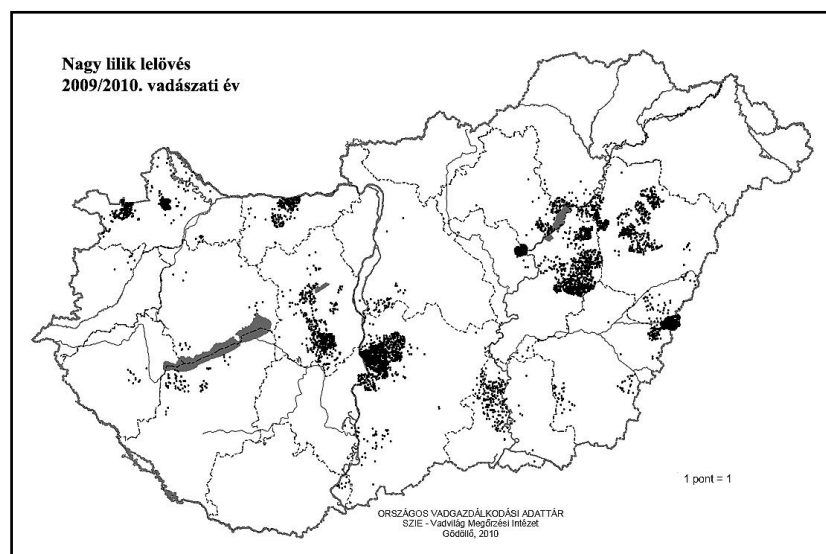 Nagy lilik lelövés
2009/2010. vadászati év
1 pont = 1
ORSZÁGOS VADGAZDÁLKODÁSI ADATTÁR
SZIE - Vadvilág Megőrzési Intézet
Gödöllő, 2010